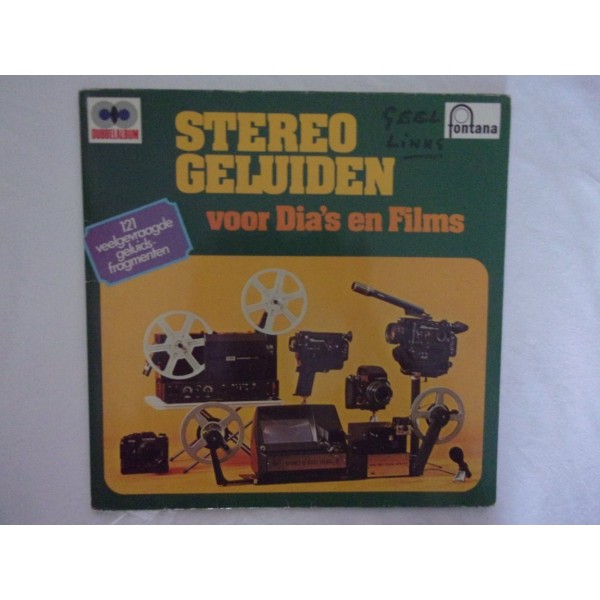 DUBBELALBUM
STEREO
GELUIDEN
voor Dia's en Films
GEEL
LINKS
fontana
121
veelgevraagde
geluids-
fragmenten